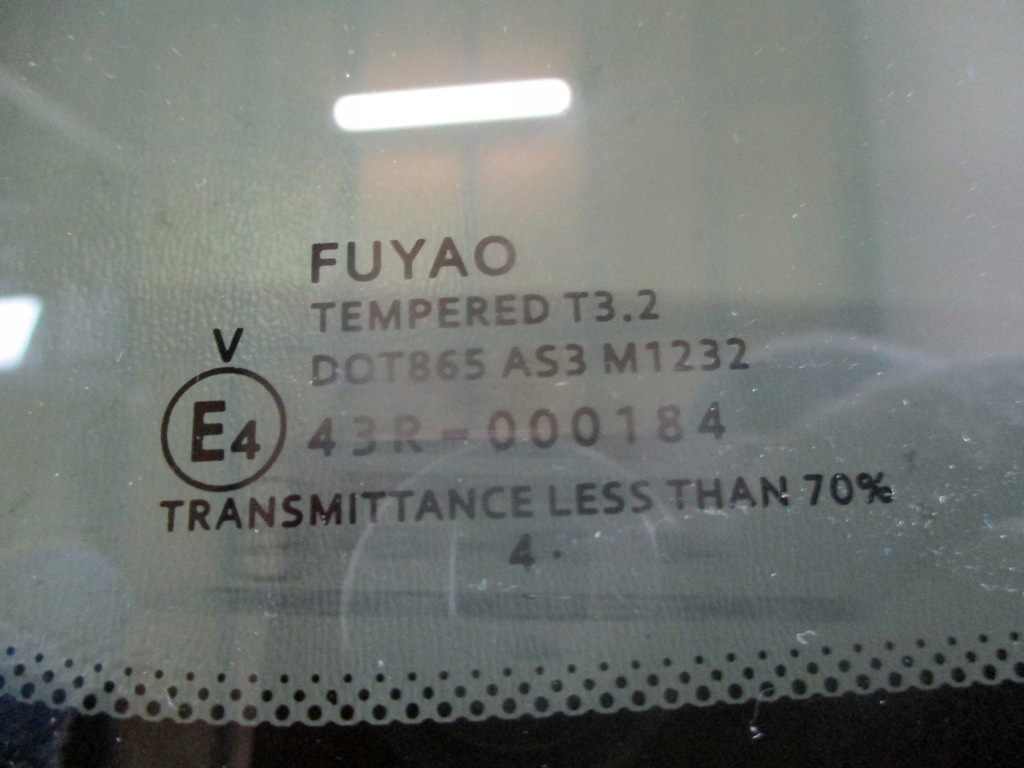 FUYAO
TEMPERED T3.2
DOT865 AS3 M1232
V
E4 43R-000184
TRANSMITTANCE LESS THAN 70%
4 .